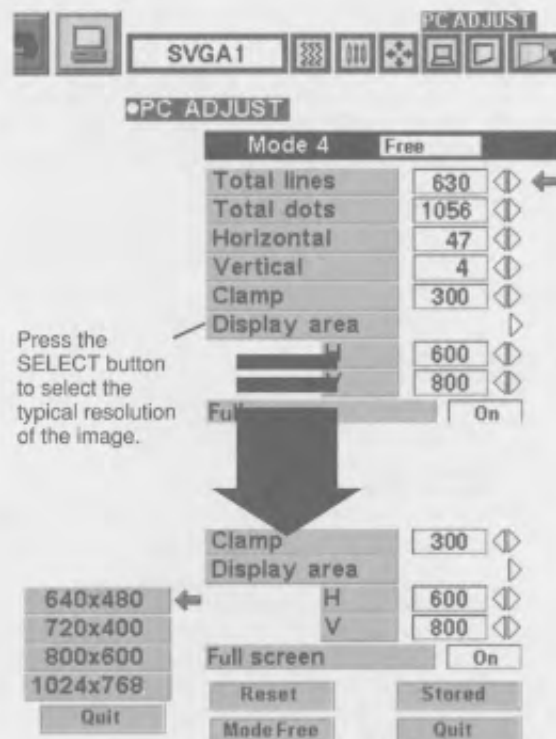 PC ADJUST
SVGA1
•PC ADJUST
Mode 4 Free
Total lines 630
Total dots 1056
Horizontal 47
Vertical 4
Clamp 300
Display area
H 600
V 800
Full On
Press the
SELECT button
to select the
typical resolution
of the image.
Clamp 300
Display area
H 600
V 800
Full screen On
640x480
720x400
800x600
1024x768
Quit
Reset Stored
Mode Free Quit